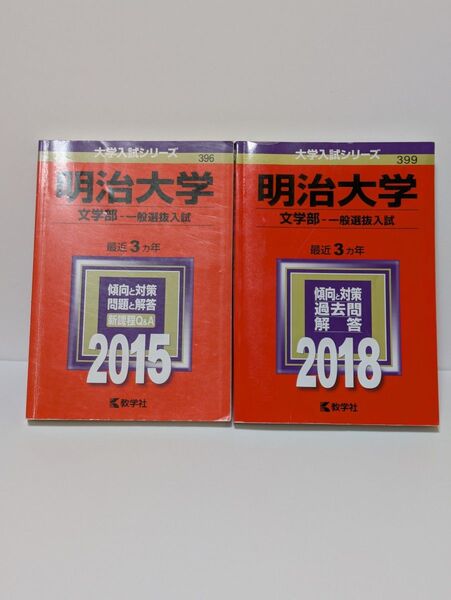 大学入試シリーズ
396
明治大学
文学部-一般選抜入試
最近3カ年
傾向と対策
問題と解答
新課程Q&A
2015
教学社
大学入試シリーズ
399
明治大学
文学部-一般選抜入試
最近3カ年
傾向と対策
過去問
解答
2018
教学社